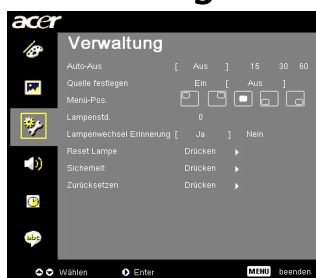 acer
Verwaltung
Auto-Aus [ Aus ] 15 30 60
Quelle festlegen Ein [ Aus ]
Menü-Pos.
Lampenstd. 0
Lampenwechsel Erinnerung [ Ja ] Nein
Reset Lampe Drücken
Sicherheit Drücken
Zurücksetzen Drücken
abc
Wählen Enter MENU beenden